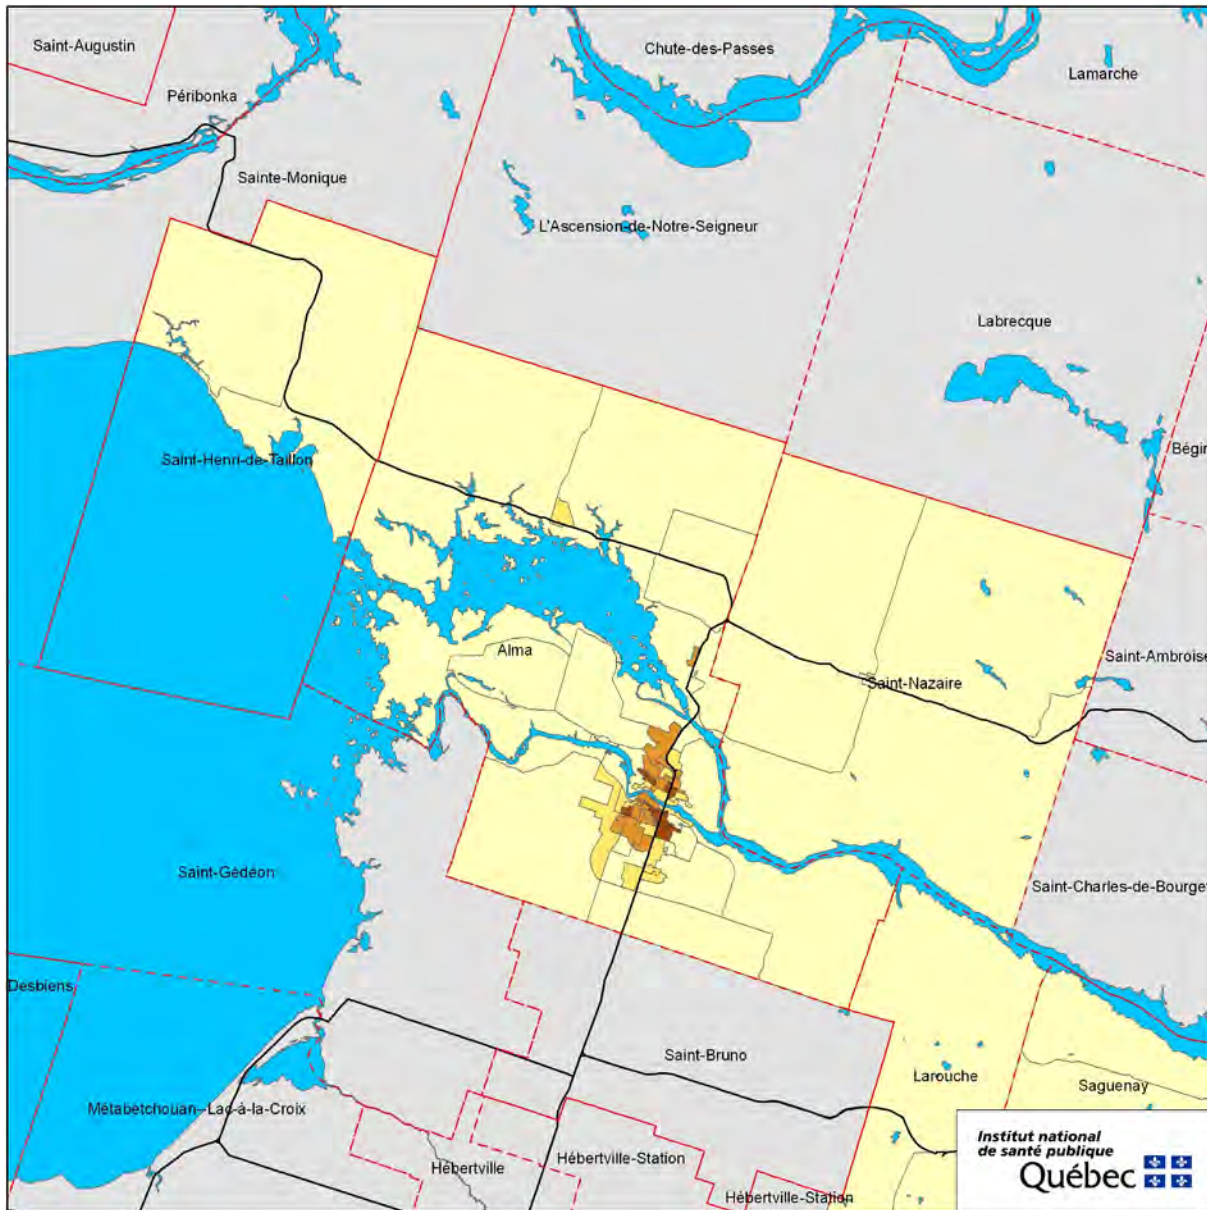 Saint-Augustin
Chute-des-Passes
Lamarche
Péribonka
Sainte-Monique
L'Ascension-de-Notre-Seigneur
Labrecque
Bégin
Saint-Henri-de-Taillon
Alma
Saint-Ambroise
Saint-Nazaire
Saint-Gédéon
Saint-Charles-de-Bourget
Desbiens
Saint-Bruno
Larouche
Saguenay
Métabetchouan--Lac-à-la-Croix
Hébertville
Hébertville-Station
Hébertville-Station
Institut national
de santé publique
Québec